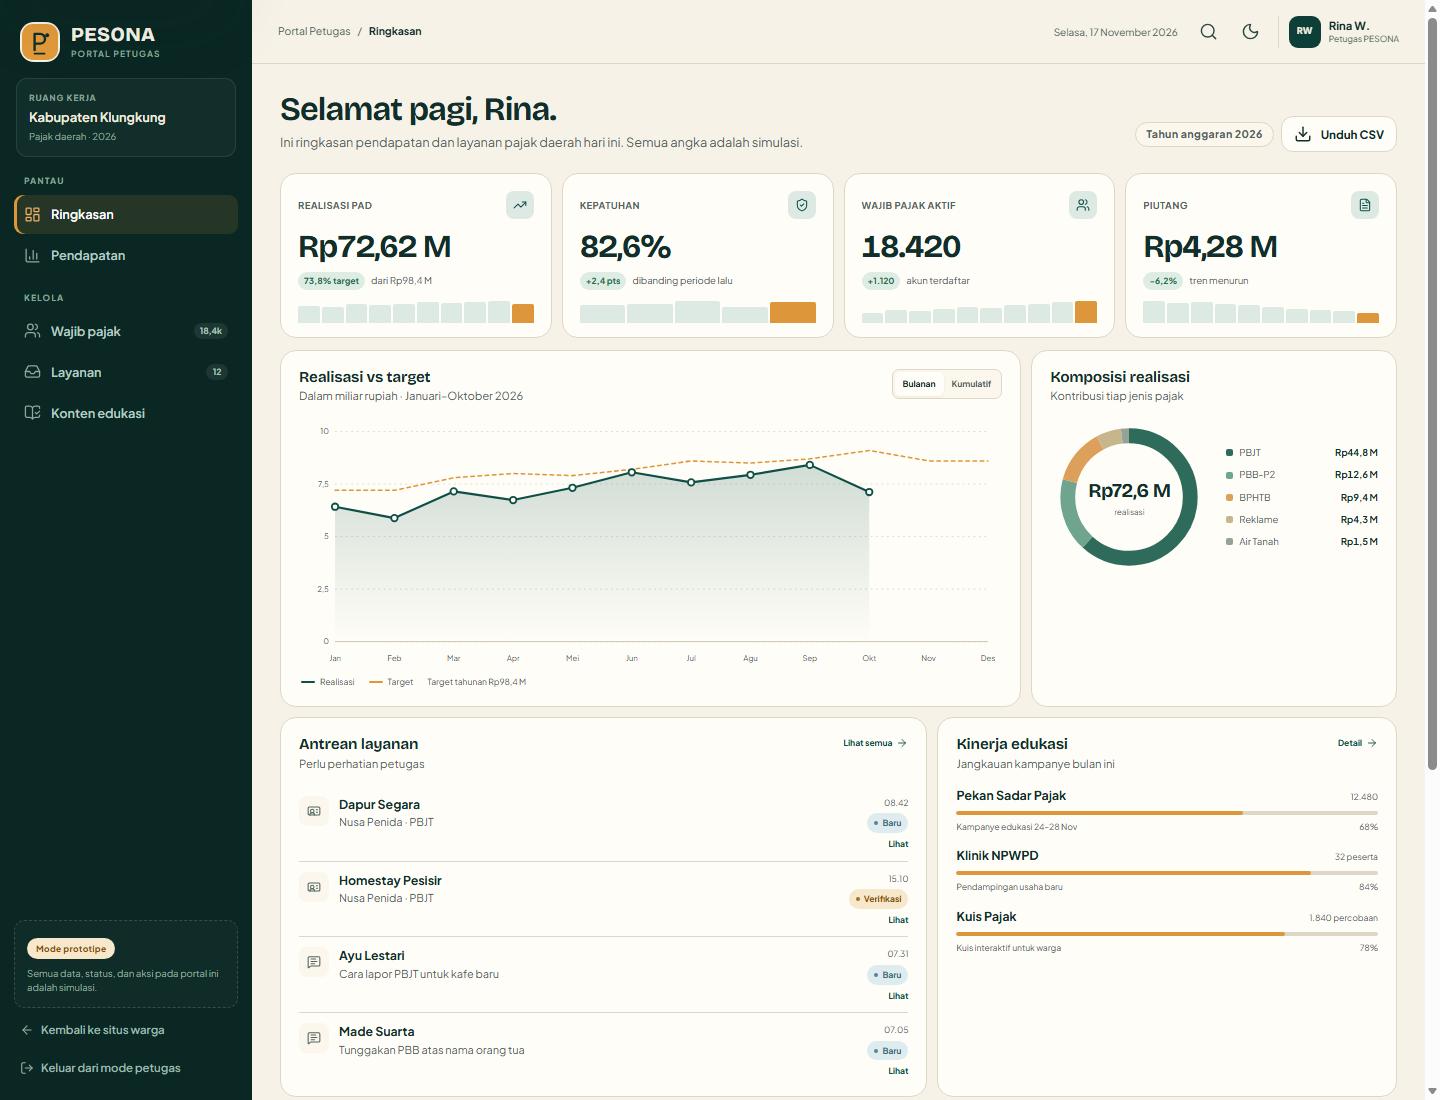 PESONA
PORTAL PETUGAS
RUANG KERJA
Kabupaten Klungkung
Pajak daerah · 2026
PANTAU
Ringkasan
Pendapatan
KELOLA
Wajib pajak 18,4k
Layanan 12
Konten edukasi
Mode prototipe
Semua data, status, dan aksi pada portal ini
adalah simulasi.
Kembali ke situs warga
Keluar dari mode petugas
Portal Petugas / Ringkasan
Selasa, 17 November 2026
RW
Rina W.
Petugas PESONA
Selamat pagi, Rina.
Ini ringkasan pendapatan dan layanan pajak daerah hari ini. Semua angka adalah simulasi.
Tahun anggaran 2026
Unduh CSV
REALISASI PAD
Rp72,62 M
73,8% target dari Rp98,4 M
KEPATUHAN
82,6%
+2,4 pts dibanding periode lalu
WAJIB PAJAK AKTIF
18.420
+1.120 akun terdaftar
PIUTANG
Rp4,28 M
-6,2% tren menurun
Realisasi vs target
Dalam miliar rupiah · Januari–Oktober 2026
Bulanan Kumulatif
10
7,5
5
2,5
0
Jan Feb Mar Apr Mei Jun Jul Agu Sep Okt Nov Des
Realisasi Target Target tahunan Rp98,4 M
Komposisi realisasi
Kontribusi tiap jenis pajak
Rp72,6 M
realisasi
PBJT Rp44,8 M
PBB-P2 Rp12,6 M
BPHTB Rp9,4 M
Reklame Rp4,3 M
Air Tanah Rp1,5 M
Antrean layanan
Perlu perhatian petugas
Lihat semua
Dapur Segara
Nusa Penida · PBJT
08.42
Baru
Lihat
Homestay Pesisir
Nusa Penida · PBJT
15.10
Verifikasi
Lihat
Ayu Lestari
Cara lapor PBJT untuk kafe baru
07.31
Baru
Lihat
Made Suarta
Tunggakan PBB atas nama orang tua
07.05
Baru
Lihat
Kinerja edukasi
Jangkauan kampanye bulan ini
Detail
Pekan Sadar Pajak 12.480
Kampanye edukasi 24–28 Nov 68%
Klinik NPWPD 32 peserta
Pendampingan usaha baru 84%
Kuis Pajak 1.840 percobaan
Kuis interaktif untuk warga 78%